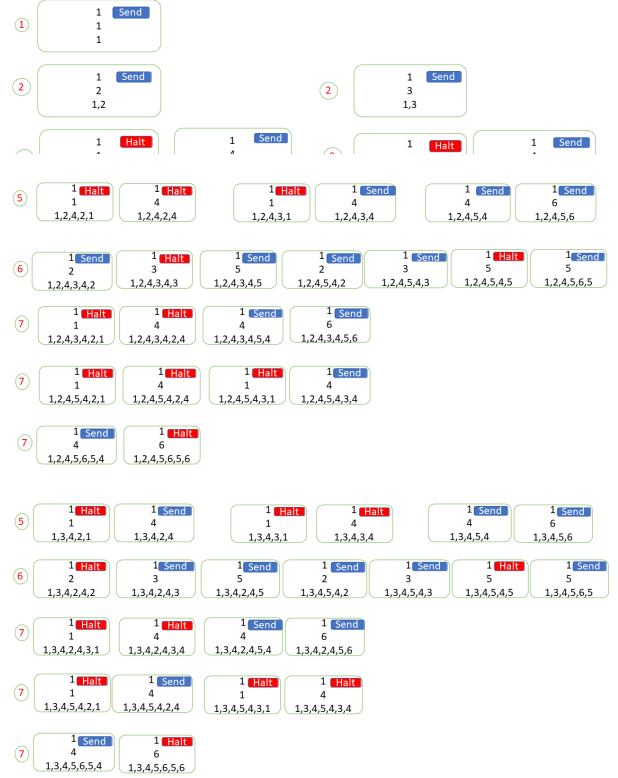 1
1 Send
1
1
2
1 Send
2
1,2
2
1 Send
3
1,3
1 Halt
1 Send
1 Halt
1 Send
5
1 Halt
1
1,2,4,2,1
1 Halt
4
1,2,4,2,4
1 Halt
1
1,2,4,3,1
1 Send
4
1,2,4,3,4
1 Send
4
1,2,4,5,4
1 Send
6
1,2,4,5,6
6
1 Send
2
1,2,4,3,4,2
1 Halt
3
1,2,4,3,4,3
1 Send
5
1,2,4,3,4,5
1 Send
2
1,2,4,5,4,2
1 Send
3
1,2,4,5,4,3
1 Halt
5
1,2,4,5,4,5
1 Send
5
1,2,4,5,6,5
7
1 Halt
1
1,2,4,3,4,2,1
1 Halt
4
1,2,4,3,4,2,4
1 Send
4
1,2,4,3,4,5,4
1 Send
6
1,2,4,3,4,5,6
7
1 Halt
1
1,2,4,5,4,2,1
1 Halt
4
1,2,4,5,4,2,4
1 Halt
1
1,2,4,5,4,3,1
1 Send
4
1,2,4,5,4,3,4
7
1 Send
4
1,2,4,5,6,5,4
1 Halt
6
1,2,4,5,6,5,6
5
1 Halt
1
1,3,4,2,1
1 Send
4
1,3,4,2,4
1 Halt
1
1,3,4,3,1
1 Halt
4
1,3,4,3,4
1 Send
4
1,3,4,5,4
1 Send
6
1,3,4,5,6
6
1 Halt
2
1,3,4,2,4,2
1 Send
3
1,3,4,2,4,3
1 Send
5
1,3,4,2,4,5
1 Send
2
1,3,4,5,4,2
1 Send
3
1,3,4,5,4,3
1 Halt
5
1,3,4,5,4,5
1 Send
5
1,3,4,5,6,5
7
1 Halt
1
1,3,4,2,4,3,1
1 Halt
4
1,3,4,2,4,3,4
1 Send
4
1,3,4,2,4,5,4
1 Send
6
1,3,4,2,4,5,6
7
1 Halt
1
1,3,4,5,4,2,1
1 Send
4
1,3,4,5,4,2,4
1 Halt
1
1,3,4,5,4,3,1
1 Halt
4
1,3,4,5,4,3,4
7
1 Send
4
1,3,4,5,6,5,4
1 Halt
6
1,3,4,5,6,5,6